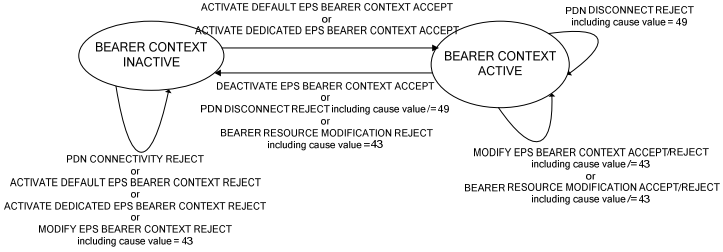 ACTIVATE DEFAULT EPS BEARER CONTEXT ACCEPT
or
ACTIVATE DEDICATED EPS BEARER CONTEXT ACCEPT
PDN DISCONNECT REJECT
including cause value = 49
BEARER CONTEXT
INACTIVE
BEARER CONTEXT
ACTIVE
DEACTIVATE EPS BEARER CONTEXT ACCEPT
or
PDN DISCONNECT REJECT including cause value /= 49
or
BEARER RESOURCE MODIFICATION REJECT
including cause value = 43
PDN CONNECTIVITY REJECT
or
ACTIVATE DEFAULT EPS BEARER CONTEXT REJECT
or
ACTIVATE DEDICATED EPS BEARER CONTEXT REJECT
or
MODIFY EPS BEARER CONTEXT REJECT
including cause value = 43
MODIFY EPS BEARER CONTEXT ACCEPT/REJECT
including cause value /= 43
or
BEARER RESOURCE MODIFICATION ACCEPT/REJECT
including cause value /= 43